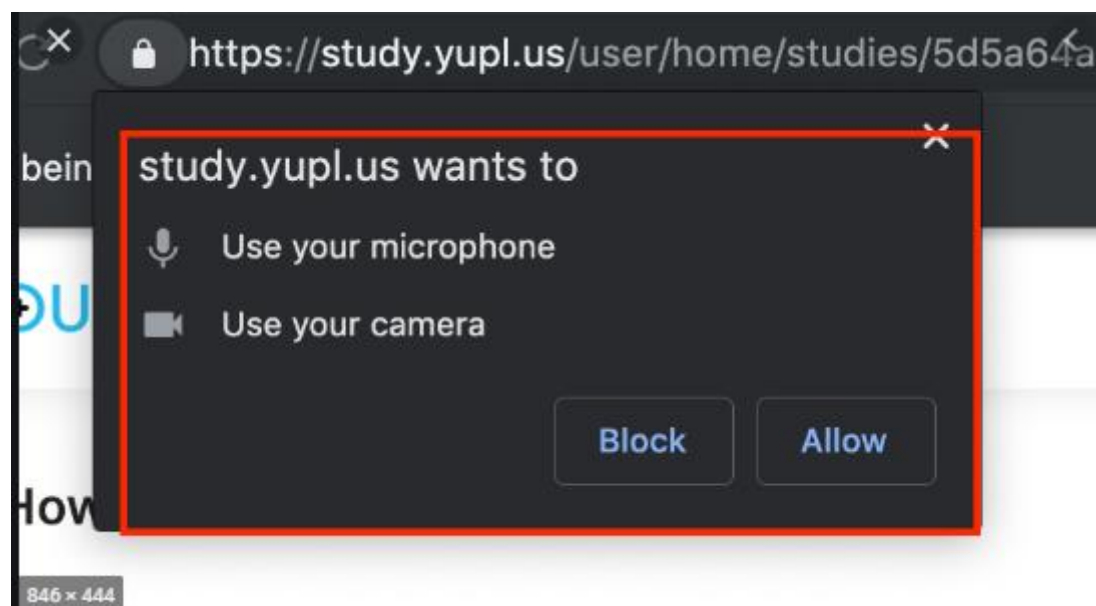 https://study.yupl.us/user/home/studies/5d5a64a
bein
study.yupl.us wants to
Use your microphone
OU
Use your camera
Block
Allow
How
846 × 444